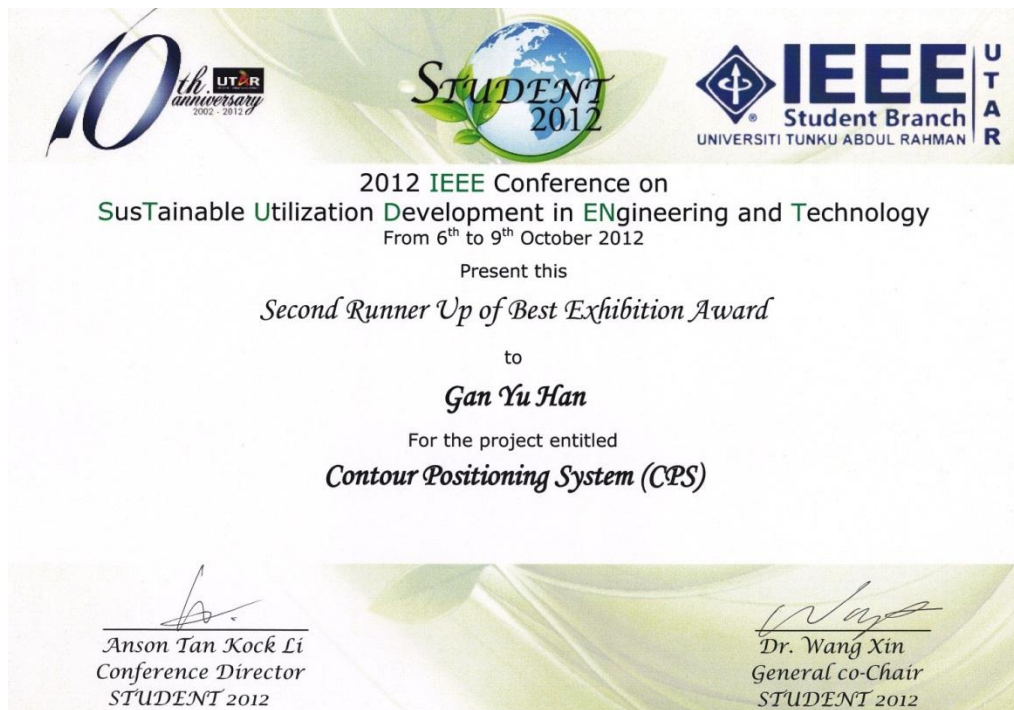 10th.
anniversary
UTAR
2002 - 2012
STUDENT
2012
IEEE
Student Branch
UNIVERSITI TUNKU ABDUL RAHMAN
UTAR
2012 IEEE Conference on
SusTainable Utilization Development in ENgineering and Technology
From 6th to 9th October 2012
Present this
Second Runner Up of Best Exhibition Award
to
Gan Yu Han
For the project entitled
Contour Positioning System (CPS)
Anson Tan Kock Li
Conference Director
STUDENT 2012
Dr. Wang Xin
General co-Chair
STUDENT 2012